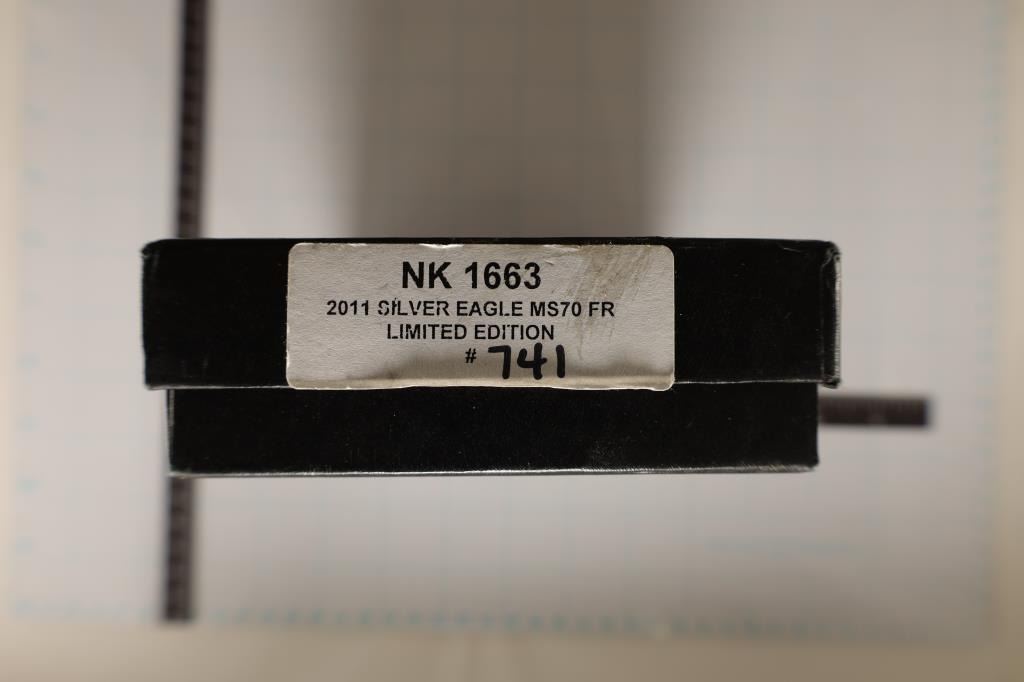 NK 1663
2011 SILVER EAGLE MS70 FR
LIMITED EDITION
# 741